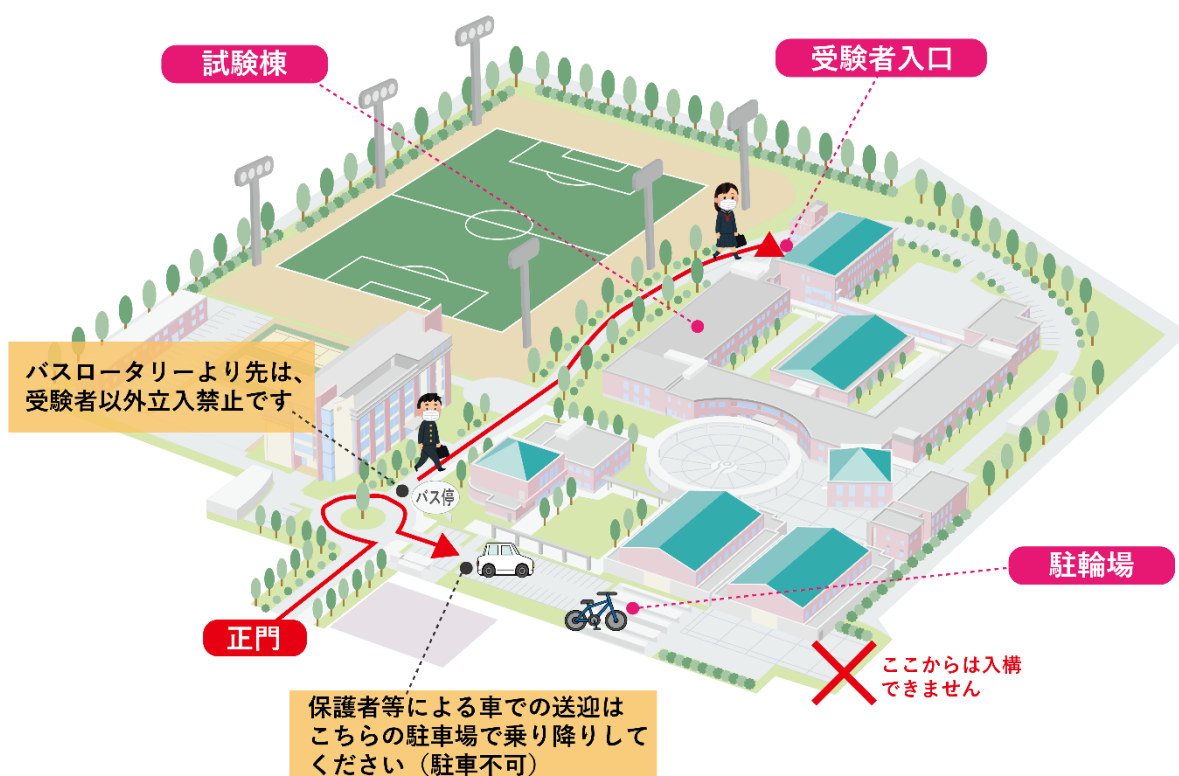 試験棟
受験者入口
バスロータリーより先は、
受験者以外立入禁止です
バス停
駐輪場
正門
ここからは入構
できません
保護者等による車での送迎は
こちらの駐車場で乗り降りして
ください（駐車不可）